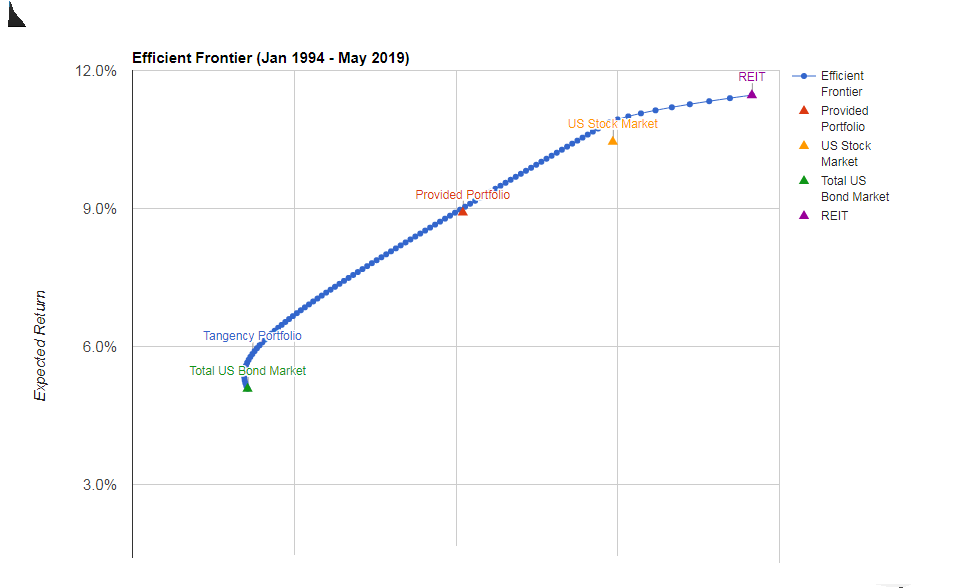 Efficient Frontier (Jan 1994 - May 2019)
12.0%
9.0%
6.0%
3.0%
Expected Return
REIT
US Stock Market
Provided Portfolio
Tangency Portfolio
Total US Bond Market
Efficient
Frontier
Provided
Portfolio
US Stock
Market
Total US
Bond Market
REIT